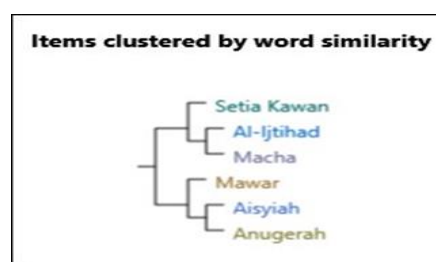 Items clustered by word similarity
Setia Kawan
Al-Ijtihad
Macha
Mawar
Aisyiah
Anugerah